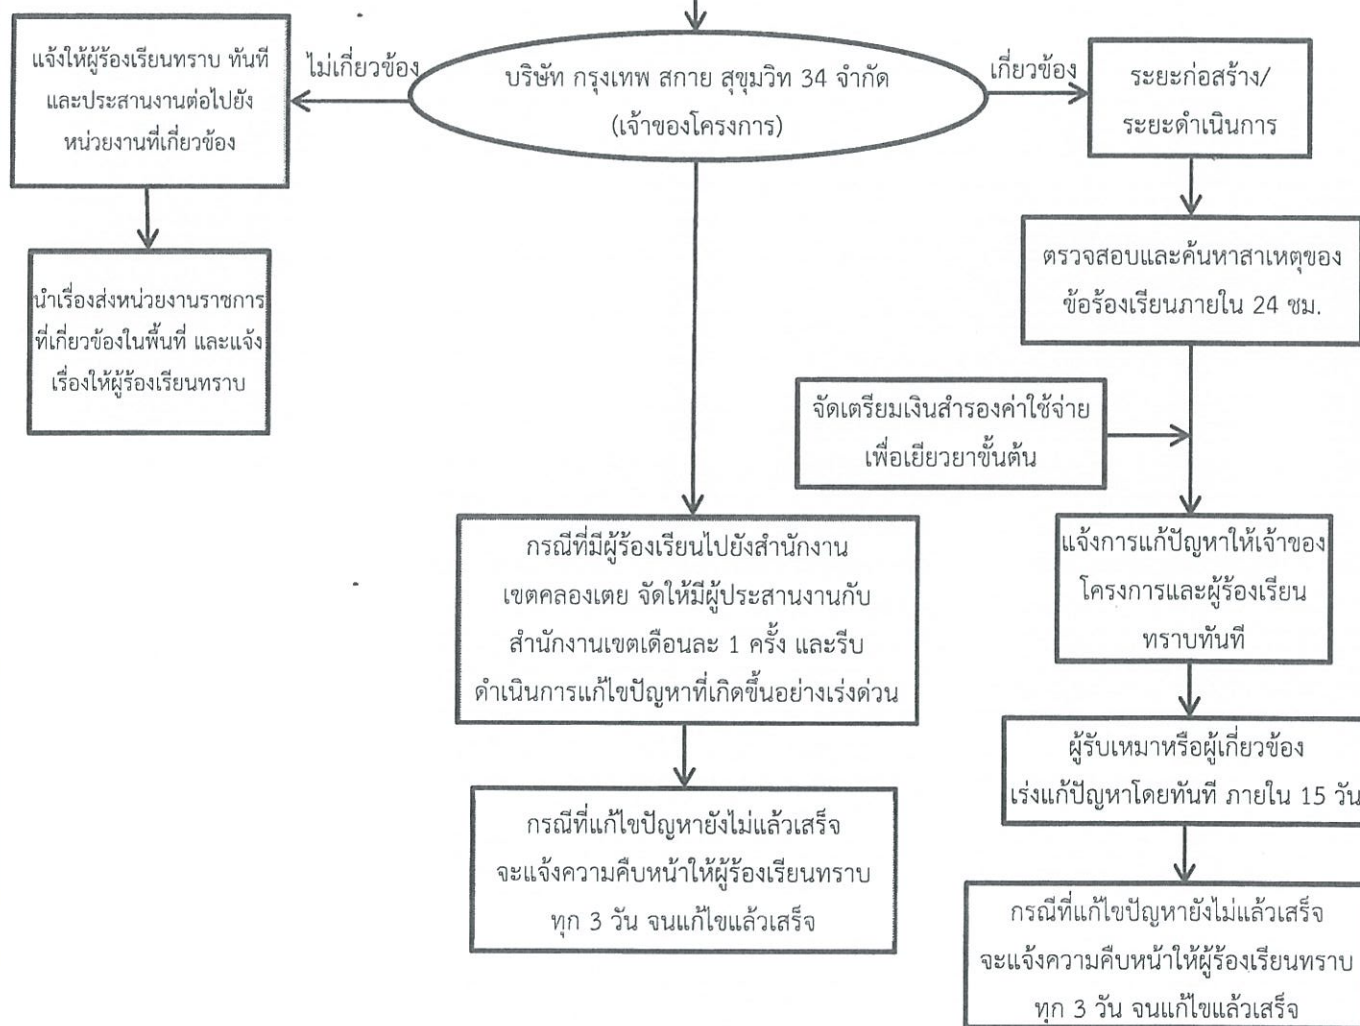 แจ้งให้ผู้ร้องเรียนทราบ ทันที
และประสานงานต่อไปยัง
หน่วยงานที่เกี่ยวข้อง
ไม่เกี่ยวข้อง
บริษัท กรุงเทพ สกาย สุขุมวิท 34 จำกัด
(เจ้าของโครงการ)
เกี่ยวข้อง
ระยะก่อสร้าง/
ระยะดำเนินการ
นำเรื่องส่งหน่วยงานราชการ
ที่เกี่ยวข้องในพื้นที่ และแจ้ง
เรื่องให้ผู้ร้องเรียนทราบ
ตรวจสอบและค้นหาสาเหตุของ
ข้อร้องเรียนภายใน 24 ชม.
จัดเตรียมเงินสำรองค่าใช้จ่าย
เพื่อเยียวยาขั้นต้น
กรณีที่มีผู้ร้องเรียนไปยังสำนักงาน
เขตคลองเตย จัดให้มีผู้ประสานงานกับ
สำนักงานเขตเดือนละ 1 ครั้ง และรีบ
ดำเนินการแก้ไขปัญหาที่เกิดขึ้นอย่างเร่งด่วน
แจ้งการแก้ปัญหาให้เจ้าของ
โครงการและผู้ร้องเรียน
ทราบทันที
ผู้รับเหมาหรือผู้เกี่ยวข้อง
เร่งแก้ปัญหาโดยทันที ภายใน 15 วัน
กรณีที่แก้ไขปัญหายังไม่แล้วเสร็จ
จะแจ้งความคืบหน้าให้ผู้ร้องเรียนทราบ
ทุก 3 วัน จนแก้ไขแล้วเสร็จ
กรณีที่แก้ไขปัญหายังไม่แล้วเสร็จ
จะแจ้งความคืบหน้าให้ผู้ร้องเรียนทราบ
ทุก 3 วัน จนแก้ไขแล้วเสร็จ